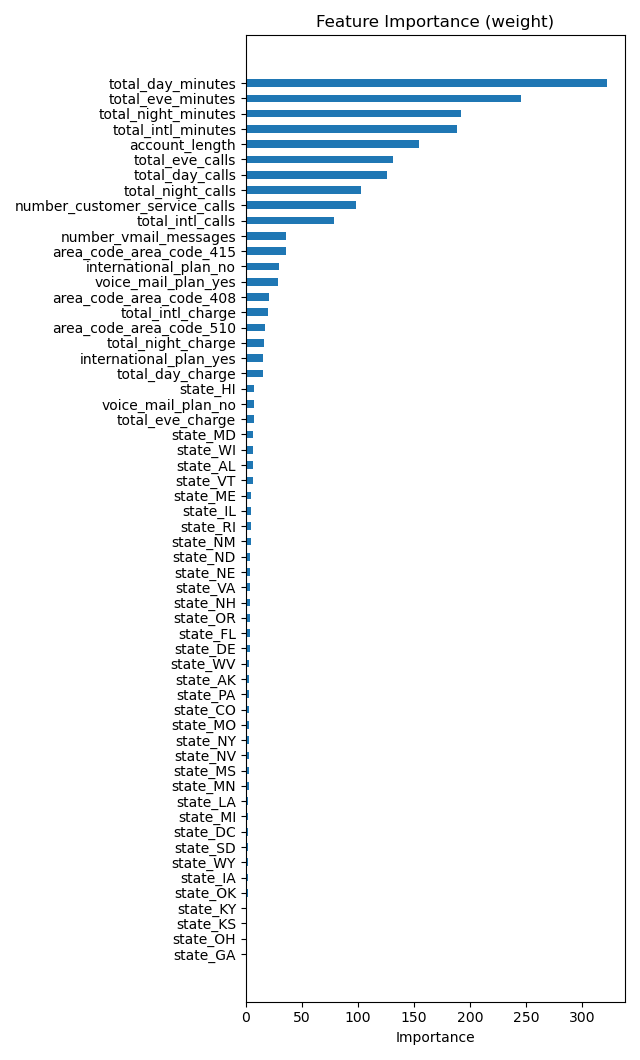 Feature Importance (weight)
total_day_minutes
total_eve_minutes
total_night_minutes
total_intl_minutes
account_length
total_eve_calls
total_day_calls
total_night_calls
number_customer_service_calls
total_intl_calls
number_vmail_messages
area_code_area_code_415
international_plan_no
voice_mail_plan_yes
area_code_area_code_408
total_intl_charge
area_code_area_code_510
total_night_charge
international_plan_yes
total_day_charge
state_HI
voice_mail_plan_no
total_eve_charge
state_MD
state_WI
state_AL
state_VT
state_ME
state_IL
state_RI
state_NM
state_ND
state_NE
state_VA
state_NH
state_OR
state_FL
state_DE
state_WV
state_AK
state_PA
state_CO
state_MO
state_NY
state_NV
state_MS
state_MN
state_LA
state_MI
state_DC
state_SD
state_WY
state_IA
state_OK
state_KY
state_KS
state_OH
state_GA
0 50 100 150 200 250 300
Importance